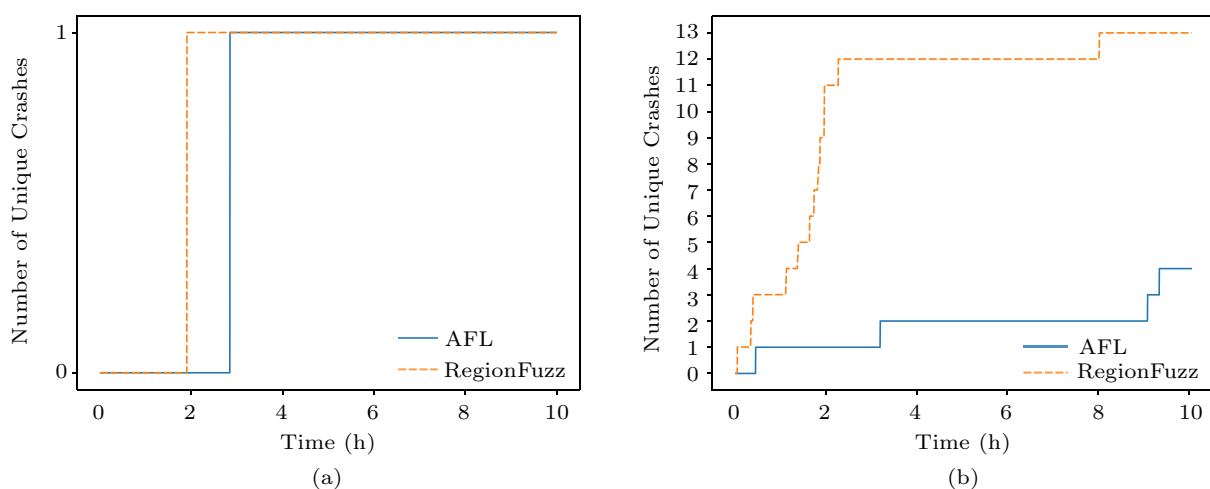 Number of Unique Crashes
1
0
0 2 4 6 8 10
Time (h)
AFL
RegionFuzz
(a)
Number of Unique Crashes
13
12
11
10
9
8
7
6
5
4
3
2
1
0
0 2 4 6 8 10
Time (h)
AFL
RegionFuzz
(b)